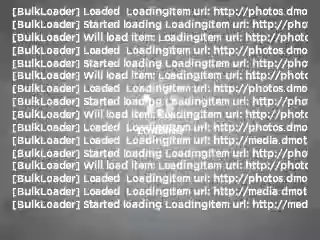 [BulkLoader] Loaded LoadingItem url: http://photos.dmo
[BulkLoader] Started loading LoadingItem url: http://pho
[BulkLoader] Will load item: LoadingItem url: http://photo
[BulkLoader] Loaded LoadingItem url: http://photos.dmo
[BulkLoader] Started loading LoadingItem url: http://pho
[BulkLoader] Will load item: LoadingItem url: http://photo
[BulkLoader] Loaded LoadingItem url: http://photos.dmo
[BulkLoader] Started loading LoadingItem url: http://pho
[BulkLoader] Will load item: LoadingItem url: http://photo
[BulkLoader] Loaded LoadingItem url: http://photos.dmo
LOADING
[BulkLoader] Loaded LoadingItem url: http://media.dmot
[BulkLoader] Started loading LoadingItem url: http://pho
[BulkLoader] Will load item: LoadingItem url: http://photo
[BulkLoader] Loaded LoadingItem url: http://photos.dmo
[BulkLoader] Loaded LoadingItem url: http://media.dmot
[BulkLoader] Started loading LoadingItem url: http://med